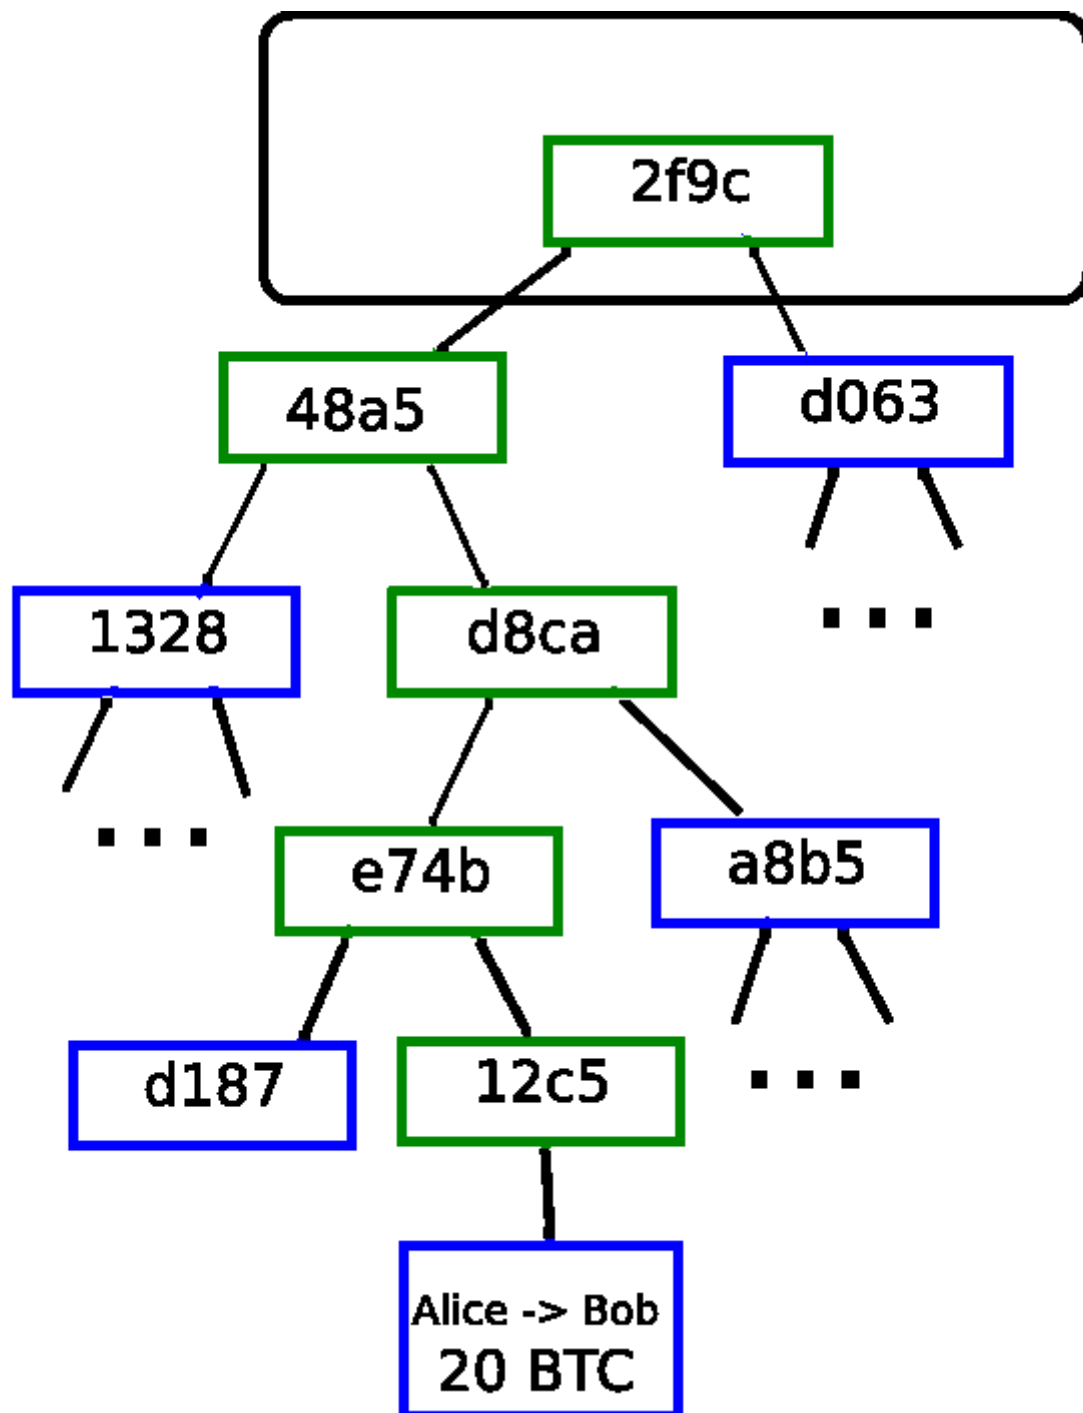 2f9c
48a5
d063
1328
d8ca
...
e74b
a8b5
...
d187
12c5
...
Alice -> Bob
20 BTC